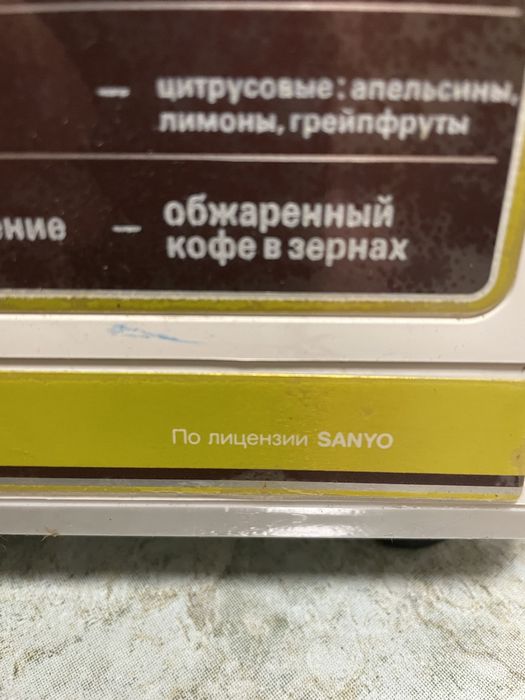 — цитрусовые: апельсины,
лимоны, грейпфруты
ение — обжаренный
кофе в зернах
По лицензии SANYO